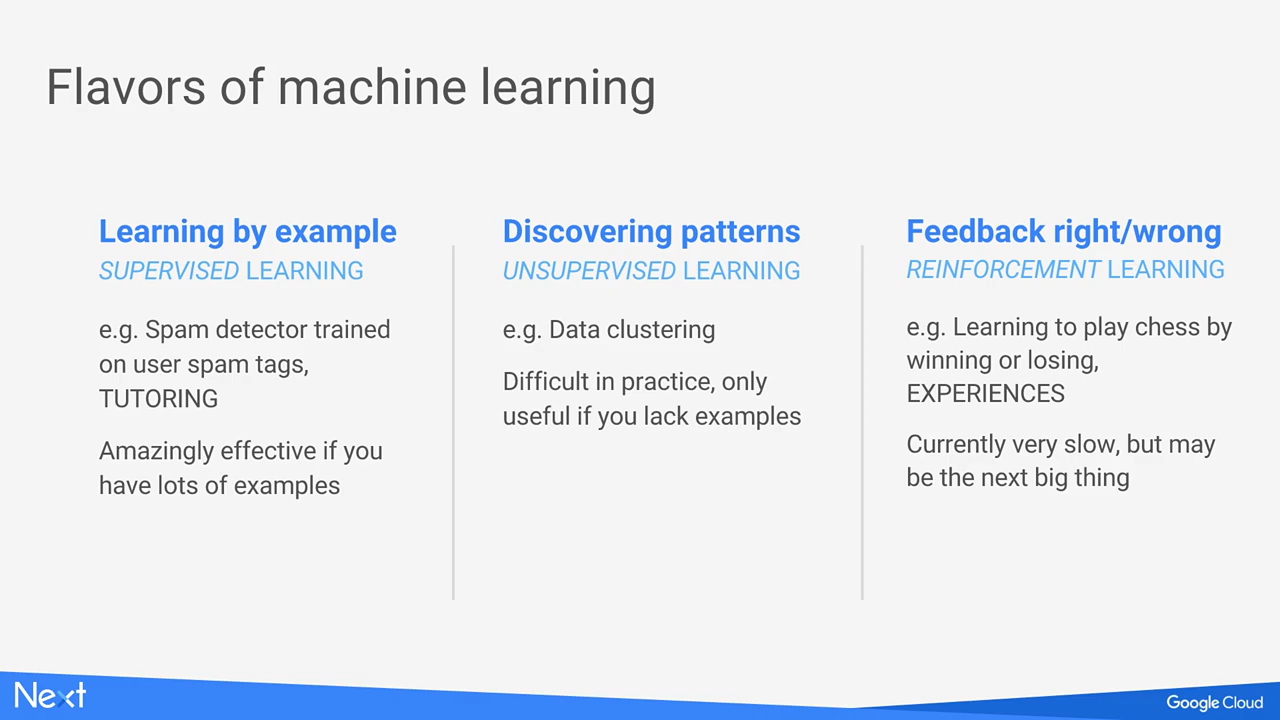 Flavors of machine learning
Learning by example
SUPERVISED LEARNING
e.g. Spam detector trained
on user spam tags,
TUTORING
Amazingly effective if you
have lots of examples
Discovering patterns
UNSUPERVISED LEARNING
e.g. Data clustering
Difficult in practice, only
useful if you lack examples
Feedback right/wrong
REINFORCEMENT LEARNING
e.g. Learning to play chess by
winning or losing,
EXPERIENCES
Currently very slow, but may
be the next big thing
Next
Google Cloud